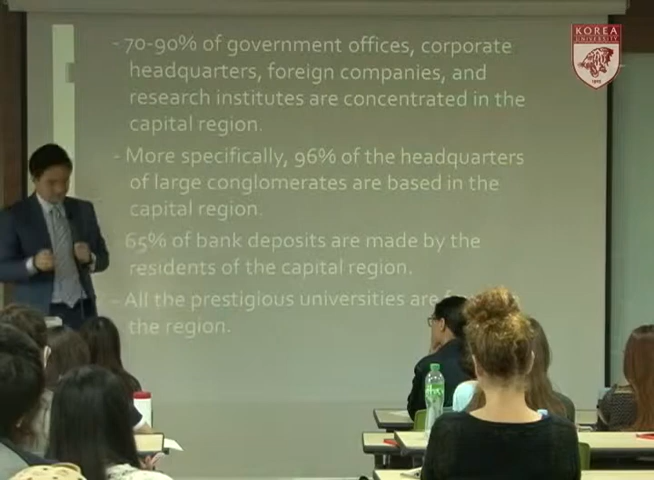 KOREA
UNIVERSITY
- 70-90% of government offices, corporate
headquarters, foreign companies, and
research institutes are concentrated in the
capital region.
- More specifically, 96% of the headquarters
of large conglomerates are based in the
capital region.
65% of bank deposits are made by the
residents of the capital region.
- All the prestigious universities are
the region.